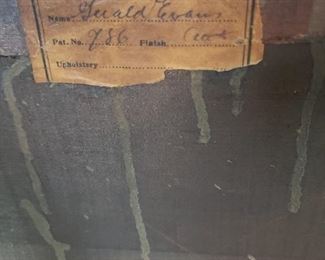 Name, Gerald Evans
Pat. No. 786 Finish,
Upholstery